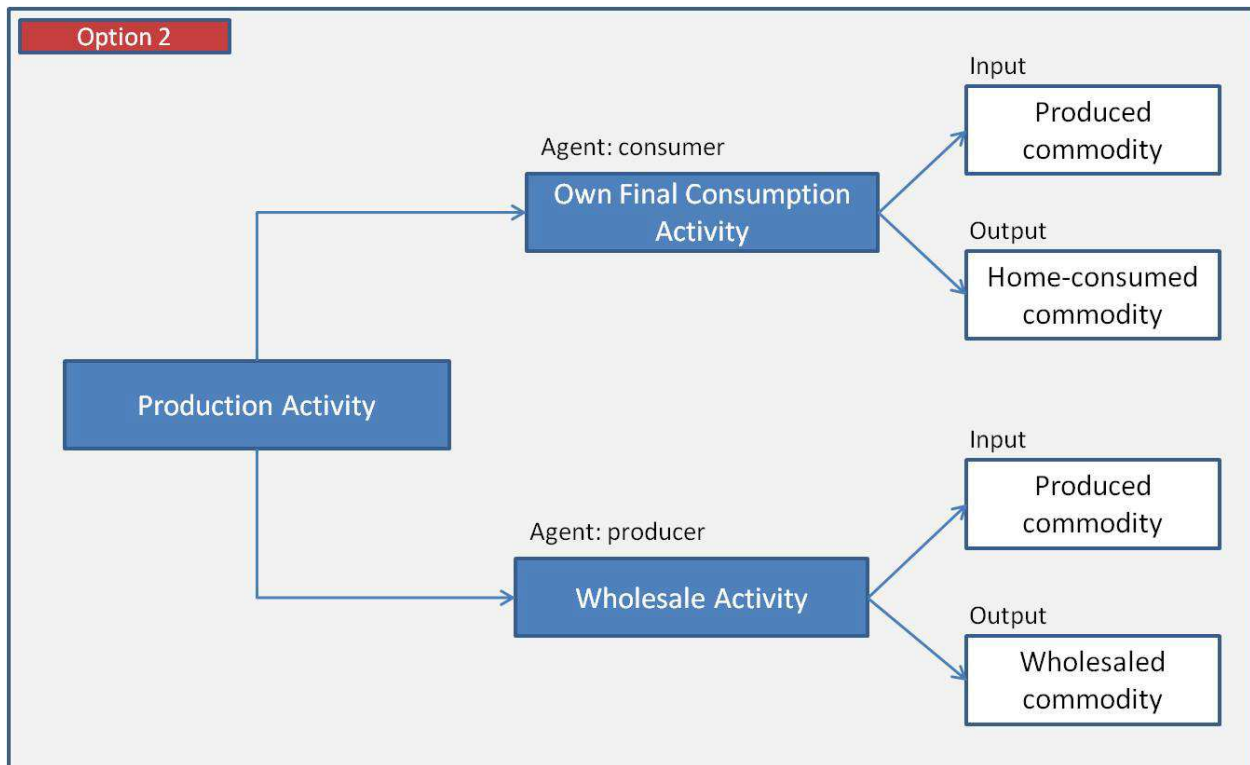 Option 2
Input
Produced
commodity
Agent: consumer
Own Final Consumption
Activity
Output
Home-consumed
commodity
Production Activity
Input
Produced
commodity
Agent: producer
Wholesale Activity
Output
Wholesaled
commodity